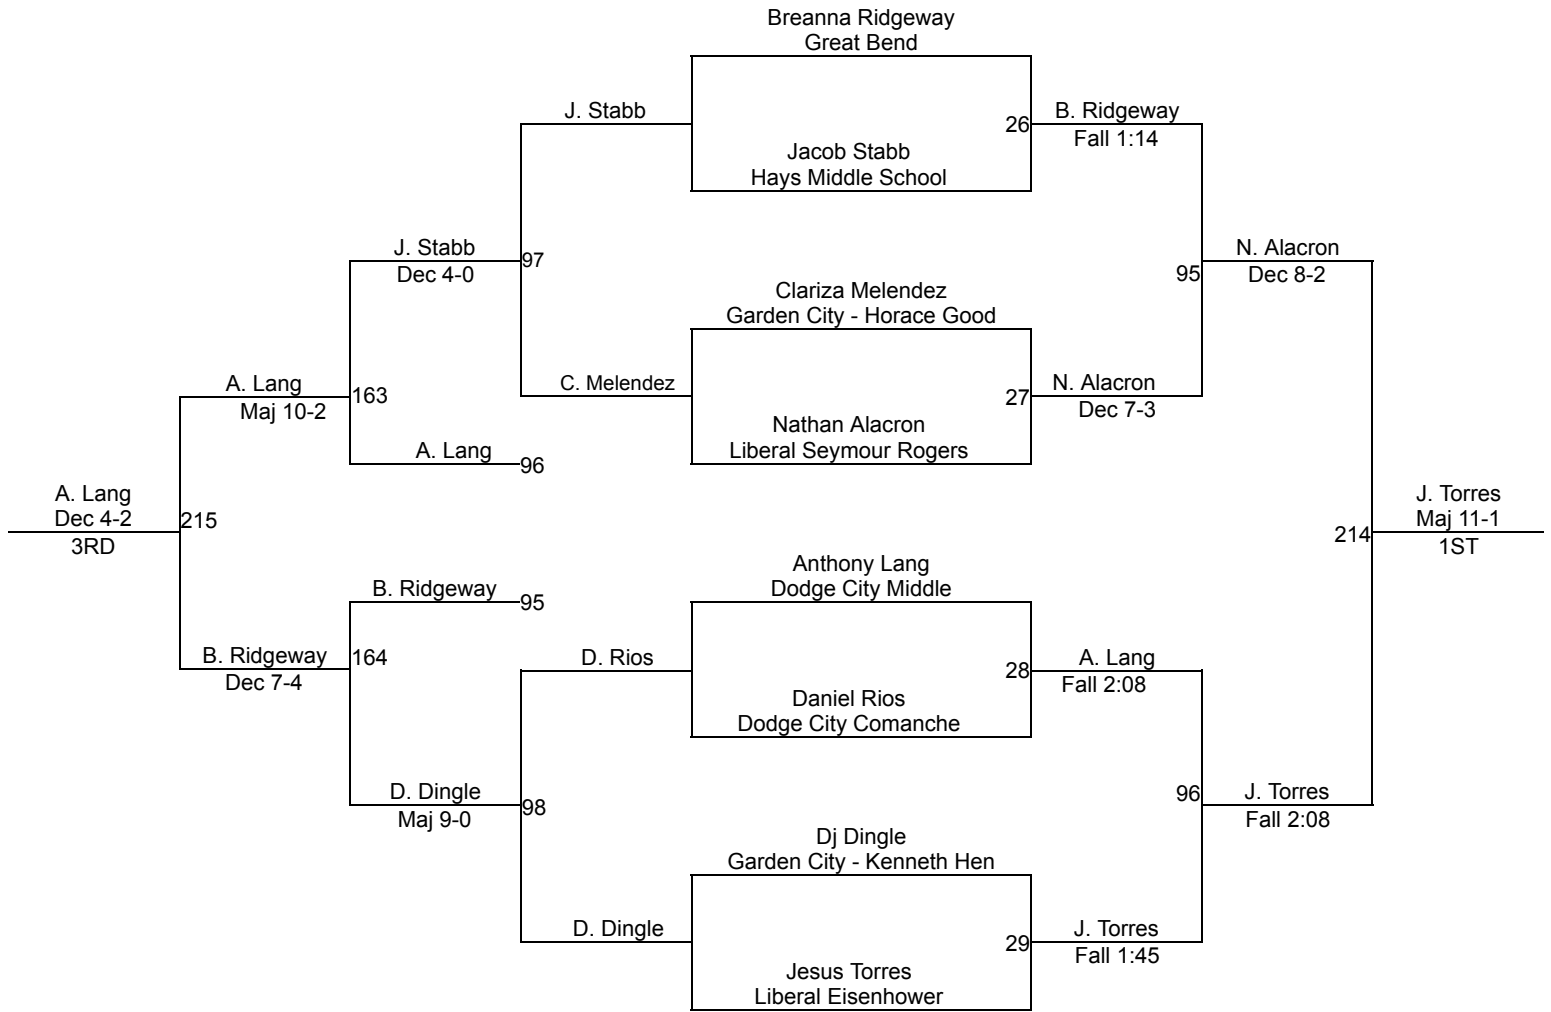 Breanna Ridgeway
Great Bend
J. Stabb
26
B. Ridgeway
Fall 1:14
Jacob Stabb
Hays Middle School
J. Stabb
Dec 4-0
97
N. Alacron
Dec 8-2
95
Clariza Melendez
Garden City - Horace Good
A. Lang
Maj 10-2
163
C. Melendez
27
N. Alacron
Dec 7-3
Nathan Alacron
Liberal Seymour Rogers
A. Lang
96
A. Lang
Dec 4-2
3RD
215
214
J. Torres
Maj 11-1
1ST
Anthony Lang
Dodge City Middle
B. Ridgeway
95
B. Ridgeway
Dec 7-4
164
D. Rios
28
A. Lang
Fall 2:08
Daniel Rios
Dodge City Comanche
D. Dingle
Maj 9-0
98
96
J. Torres
Fall 2:08
Dj Dingle
Garden City - Kenneth Hen
D. Dingle
29
J. Torres
Fall 1:45
Jesus Torres
Liberal Eisenhower